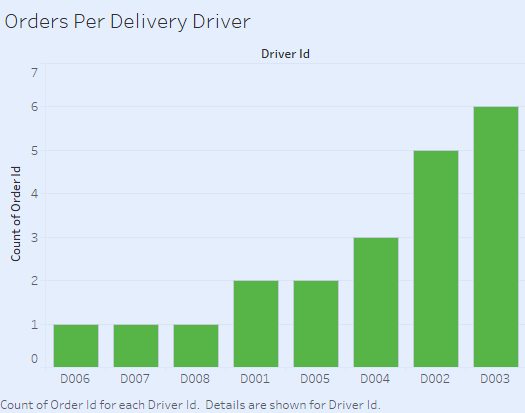 Orders Per Delivery Driver
Driver Id
7
6
5
4
3
2
1
0
Count of Order Id
D006 D007 D008 D001 D005 D004 D002 D003
Count of Order Id for each Driver Id. Details are shown for Driver Id.